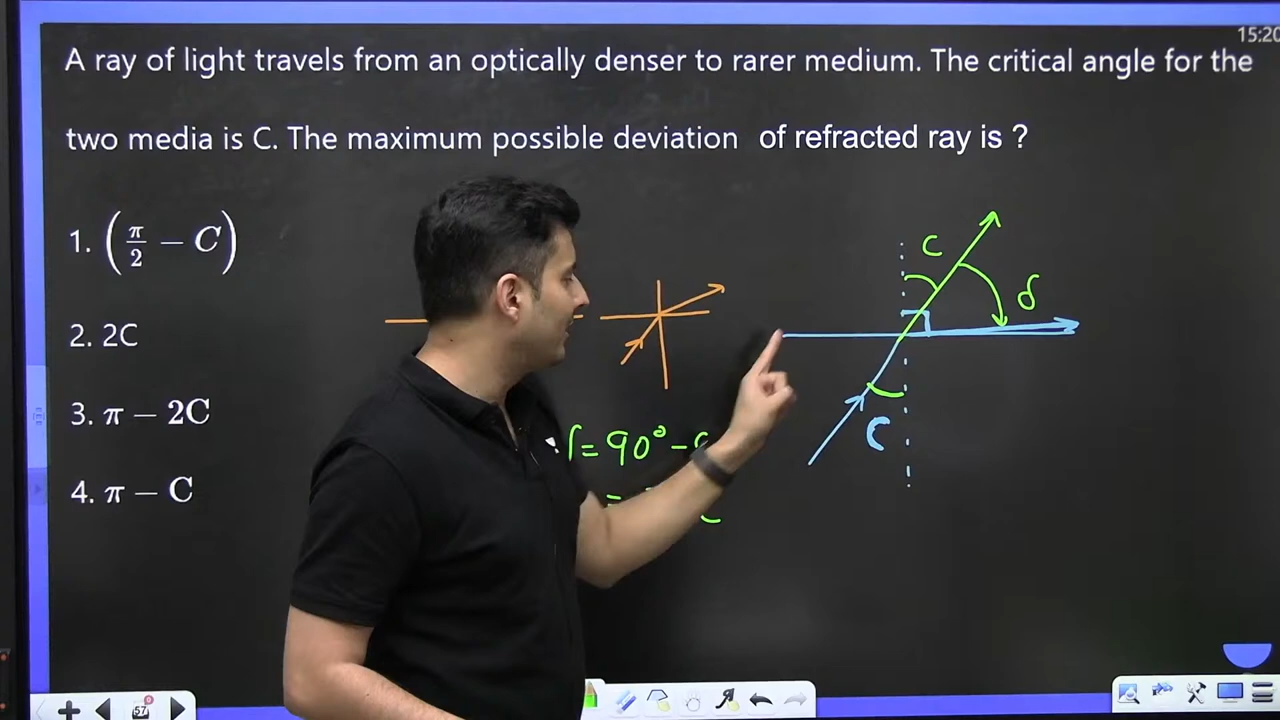 15:20
A ray of light travels from an optically denser to rarer medium. The critical angle for the
two media is C. The maximum possible deviation of refracted ray is ?
1. (π/2 − C)
2. 2C
3. π − 2C
4. π − C
C
δ
C
= 90° −
=
57